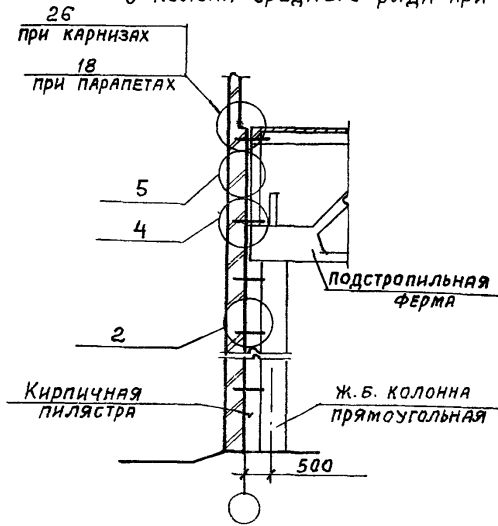 колонн среднего ряда при
26
при карнизах
18
при парапетах
5
4
подстропильная
ферма
2
Кирпичная
пилястра
Ж.Б. колонна
прямоугольная
500